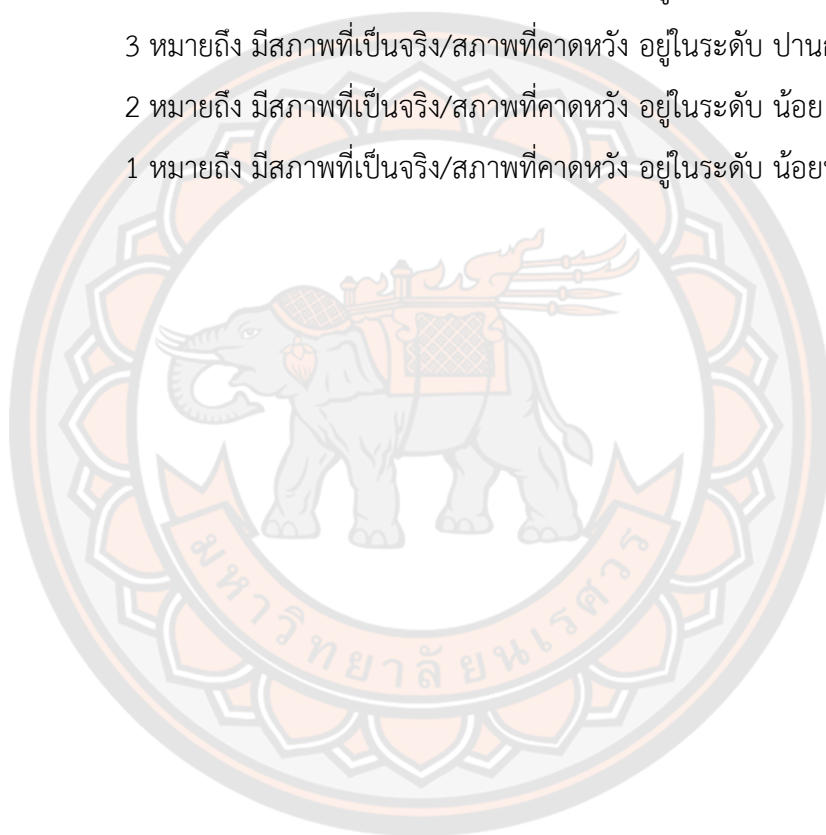 3 หมายถึง มีสภาพที่เป็นจริง/สภาพที่คาดหวัง อยู่ในระดับ
2 หมายถึง มีสภาพที่เป็นจริง/สภาพที่คาดหวัง อยู่ในระดับ น้อย
1 หมายถึง มีสภาพที่เป็นจริง/สภาพที่คาดหวัง อยู่ในระดับ
มหาวิทยาลัยนเรศวร